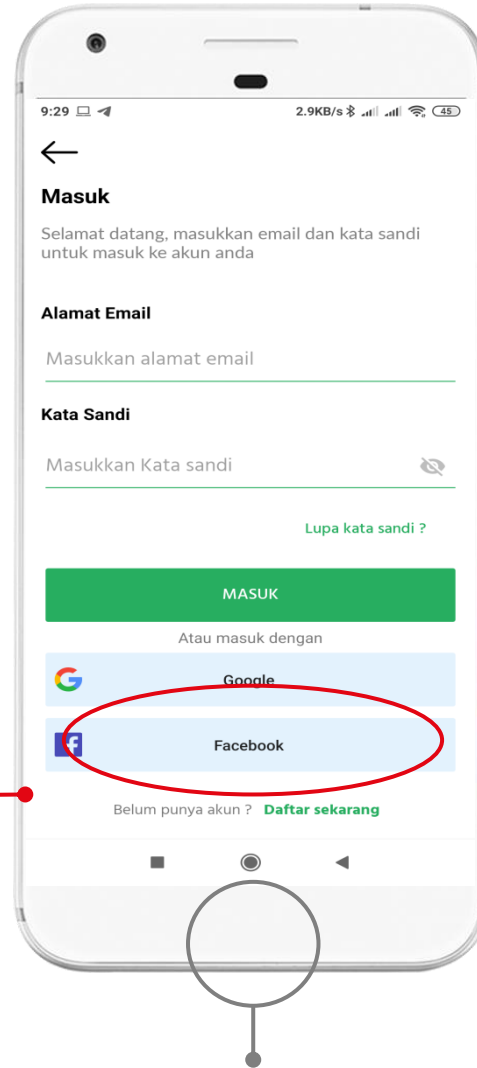 9:29
2.9KB/s
45
Masuk
Selamat datang, masukkan email dan kata sandi
untuk masuk ke akun anda
Alamat Email
Masukkan alamat email
Kata Sandi
Masukkan Kata sandi
Lupa kata sandi ?
MASUK
Atau masuk dengan
Google
Facebook
Belum punya akun ? Daftar sekarang